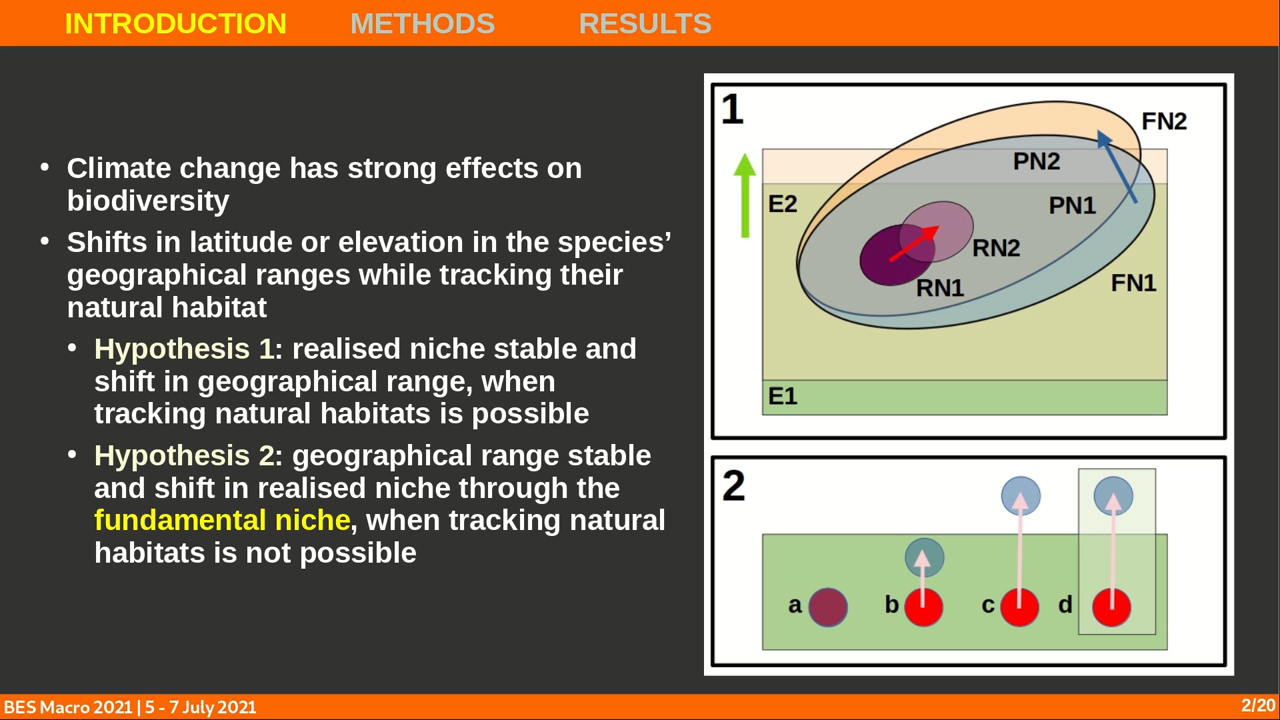 INTRODUCTION METHODS RESULTS
• Climate change has strong effects on
biodiversity
• Shifts in latitude or elevation in the species’
geographical ranges while tracking their
natural habitat
• Hypothesis 1: realised niche stable and
shift in geographical range, when
tracking natural habitats is possible
• Hypothesis 2: geographical range stable
and shift in realised niche through the
fundamental niche, when tracking natural
habitats is not possible
1
FN2
PN2
E2
PN1
RN2
FN1
RN1
E1
2
a b c d
BES Macro 2021 | 5 - 7 July 2021
2/20